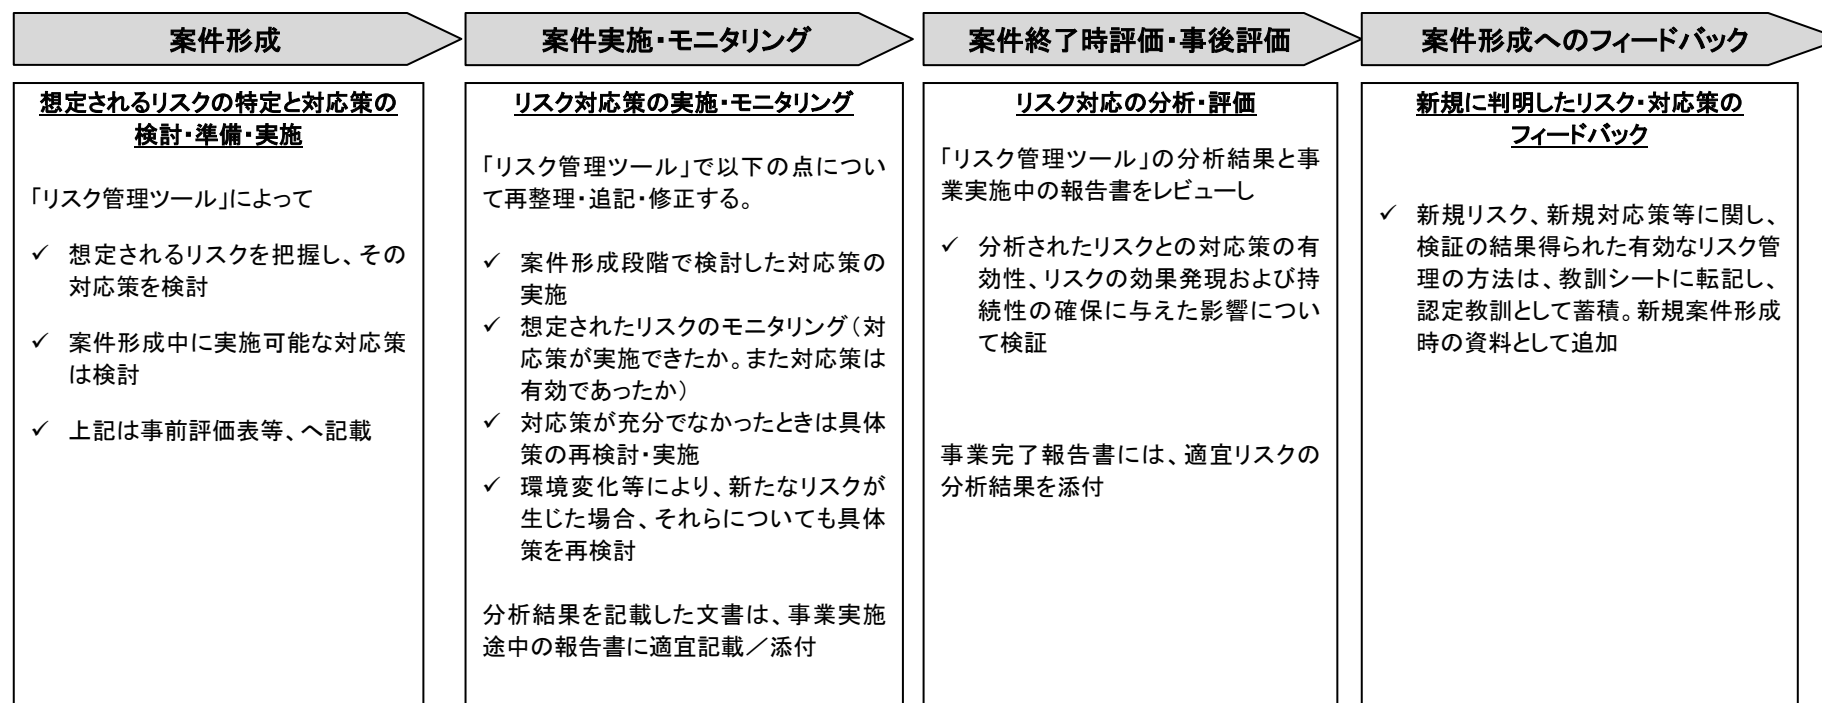 案件形成
案件実施・モニタリング
案件終了時評価・事後評価
案件形成へのフィードバック
想定されるリスクの特定と対応策の
検討・準備・実施
「リスク管理ツール」によって
✓ 想定されるリスクを把握し、その
対応策を検討
✓ 案件形成中に実施可能な対応策
は検討
✓ 上記は事前評価表等、へ記載
リスク対応策の実施・モニタリング
「リスク管理ツール」で以下の点につい
て再整理・追記・修正する。
✓ 案件形成段階で検討した対応策の
実施
✓ 想定されたリスクのモニタリング（対
応策が実施できたか。また対応策は
有効であったか）
✓ 対応策が充分でなかったときは具体
策の再検討・実施
✓ 環境変化等により、新たなリスクが
生じた場合、それらについても具体
策を再検討
分析結果を記載した文書は、事業実施
途中の報告書に適宜記載／添付
リスク対応の分析・評価
「リスク管理ツール」の分析結果と事
業実施中の報告書をレビューし
✓ 分析されたリスクとの対応策の有
効性、リスクの効果発現および持
続性の確保に与えた影響につい
て検証
事業完了報告書には、適宜リスクの
分析結果を添付
新規に判明したリスク・対応策の
フィードバック
✓ 新規リスク、新規対応策等に関し、
検証の結果得られた有効なリスク管
理の方法は、教訓シートに転記し、
認定教訓として蓄積。新規案件形成
時の資料として追加